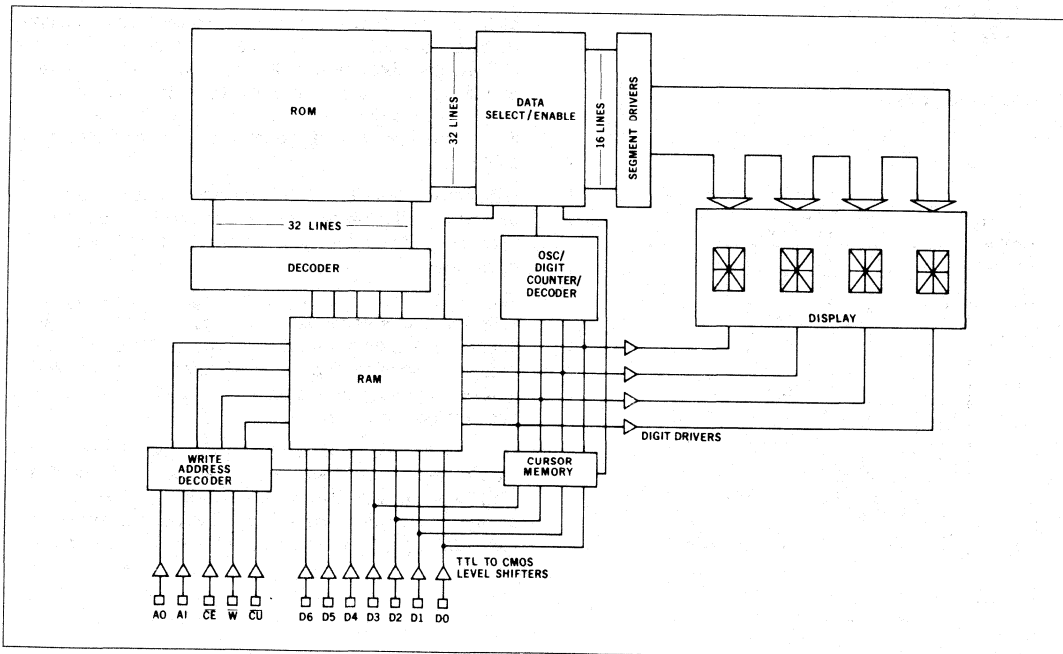 ROM
32 LINES
DATA
SELECT/ENABLE
16 LINES
SEGMENT DRIVERS
32 LINES
DECODER
OSC/
DIGIT
COUNTER/
DECODER
DISPLAY
RAM
DIGIT DRIVERS
WRITE
ADDRESS
DECODER
CURSOR
MEMORY
TTL TO CMOS
LEVEL SHIFTERS
A0 A1 C̅E̅ W̅ C̅U̅ D6 D5 D4 D3 D2 D1 D0